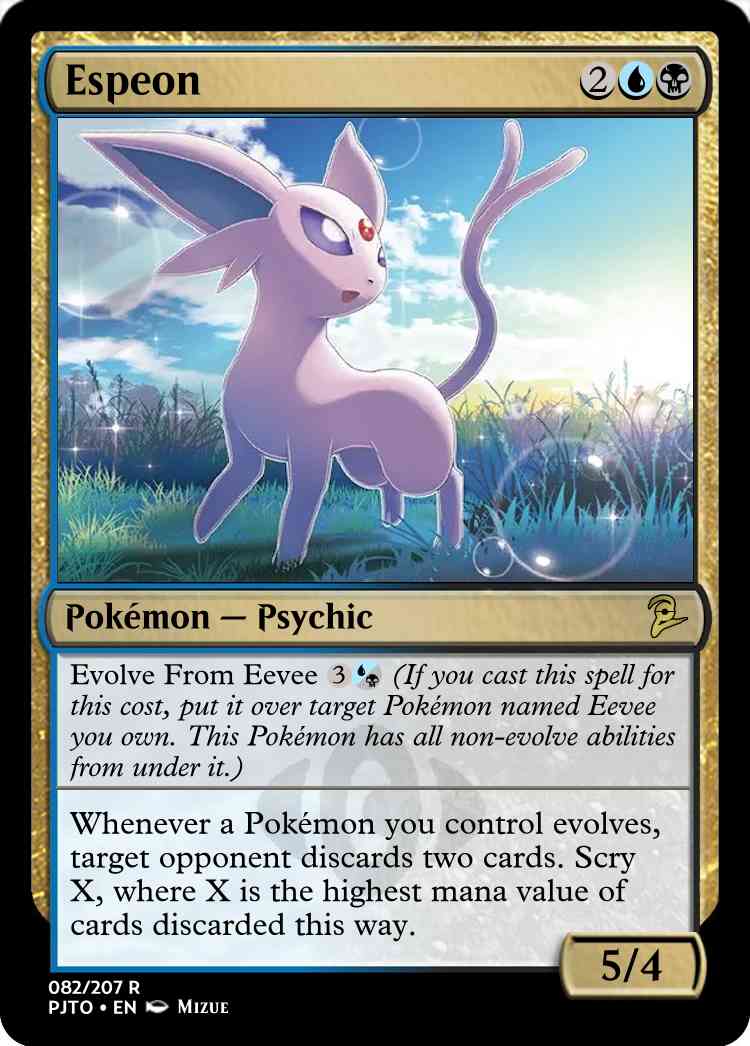 Espeon 2
Pokémon — Psychic
Evolve From Eevee 3 (If you cast this spell for
this cost, put it over target Pokémon named Eevee
you own. This Pokémon has all non-evolve abilities
from under it.)
Whenever a Pokémon you control evolves,
target opponent discards two cards. Scry
X, where X is the highest mana value of
cards discarded this way.
5/4
082/207 R
PJTO • EN Mizue